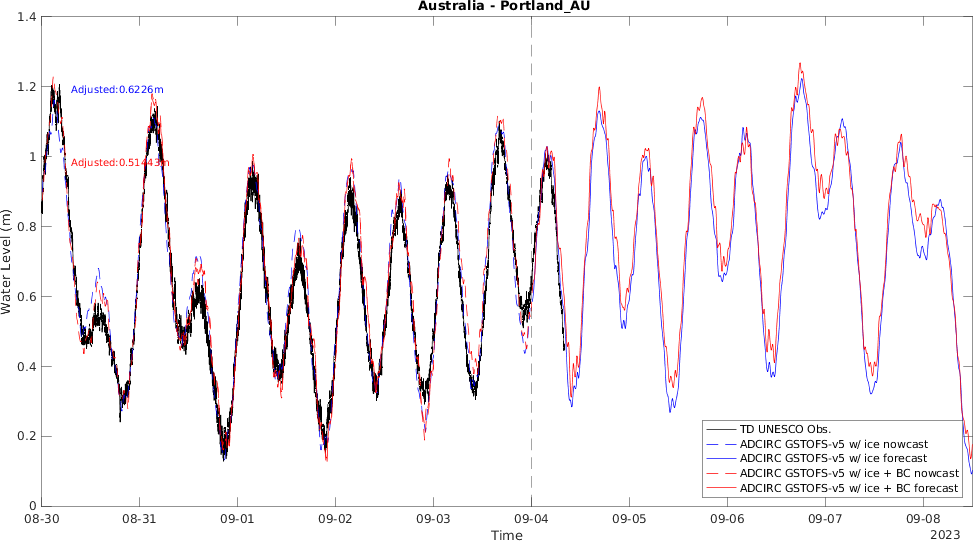 Australia - Portland_AU
Water Level (m)
1.4
1.2
1
0.8
0.6
0.4
0.2
0
Adjusted:0.6226m
Adjusted:0.51443m
TD UNESCO Obs.
ADCIRC GSTOFS-v5 w/ ice nowcast
ADCIRC GSTOFS-v5 w/ ice forecast
ADCIRC GSTOFS-v5 w/ ice + BC nowcast
ADCIRC GSTOFS-v5 w/ ice + BC forecast
08-30 08-31 09-01 09-02 09-03 09-04 09-05 09-06 09-07 09-08
Time
2023